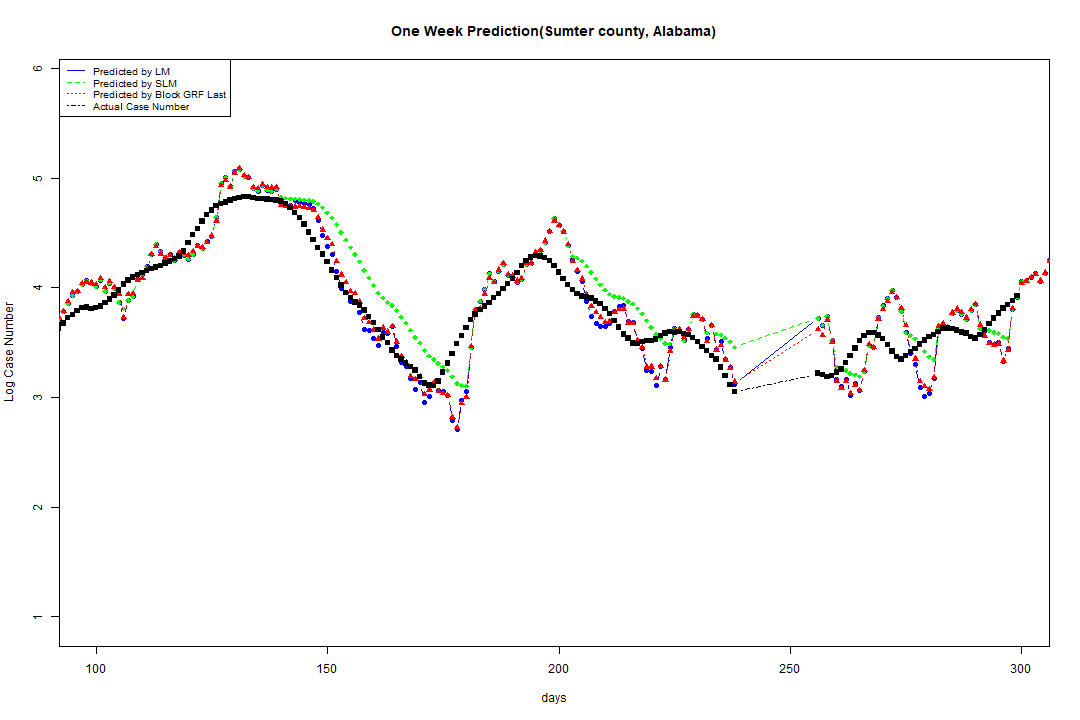 One Week Prediction(Sumter county, Alabama)
Predicted by LM
Predicted by SLM
Predicted by Block GRF Last
Actual Case Number
Log Case Number
6
5
4
3
2
1
100
150
200
250
300
days